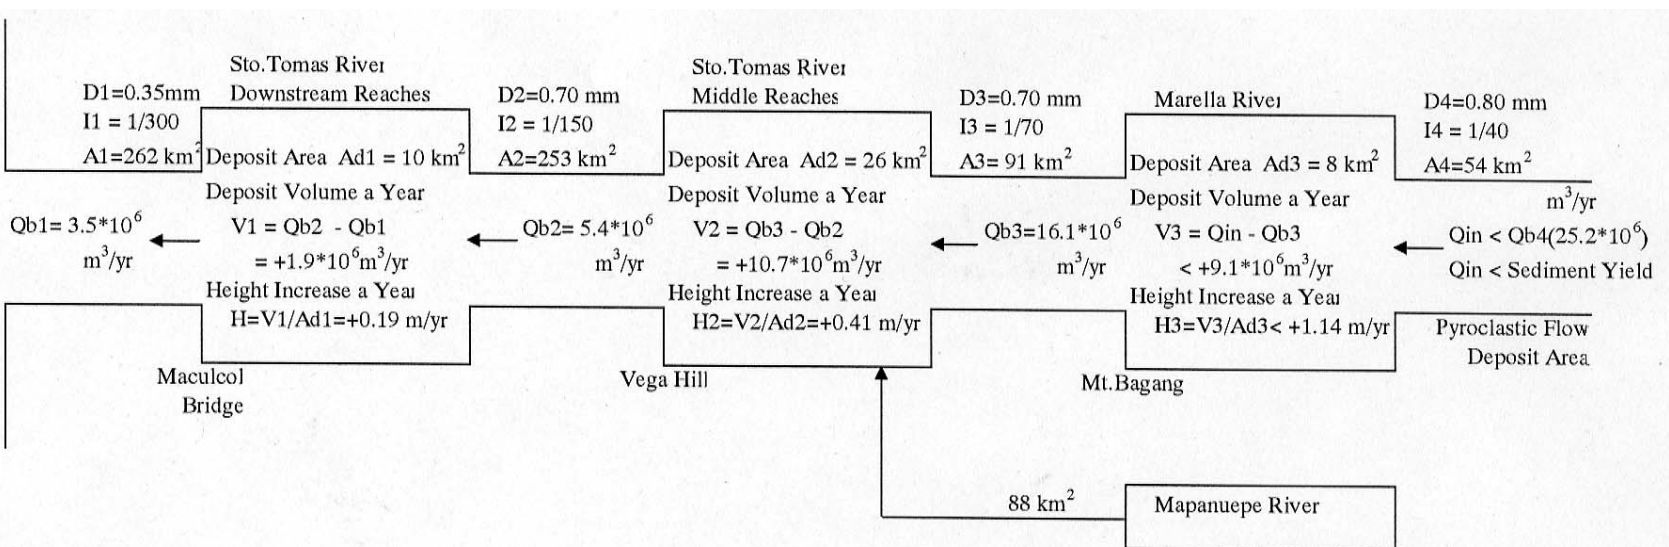 Sto.Tomas River
Downstream Reaches
D1=0.35mm
I1 = 1/300
A1=262 km²
Deposit Area Ad1 = 10 km²
Deposit Volume a Year
V1 = Qb2 - Qb1
= +1.9*10⁶m³/yr
Height Increase a Year
H=V1/Ad1=+0.19 m/yr
Qb1= 3.5*10⁶
m³/yr
Maculcol
Bridge
D2=0.70 mm
I2 = 1/150
A2=253 km²
Qb2= 5.4*10⁶
m³/yr
Sto.Tomas River
Middle Reaches
Deposit Area Ad2 = 26 km²
Deposit Volume a Year
V2 = Qb3 - Qb2
= +10.7*10⁶m³/yr
Height Increase a Year
H2=V2/Ad2=+0.41 m/yr
Vega Hill
D3=0.70 mm
I3 = 1/70
A3= 91 km²
Qb3=16.1*10⁶
m³/yr
Marella River
Deposit Area Ad3 = 8 km²
Deposit Volume a Year
V3 = Qin - Qb3
< +9.1*10⁶m³/yr
Height Increase a Year
H3=V3/Ad3< +1.14 m/yr
Mt.Bagang
D4=0.80 mm
I4 = 1/40
A4=54 km²
m³/yr
Qin < Qb4(25.2*10⁶)
Qin < Sediment Yield
Pyroclastic Flow
Deposit Area
88 km²
Mapanuepe River